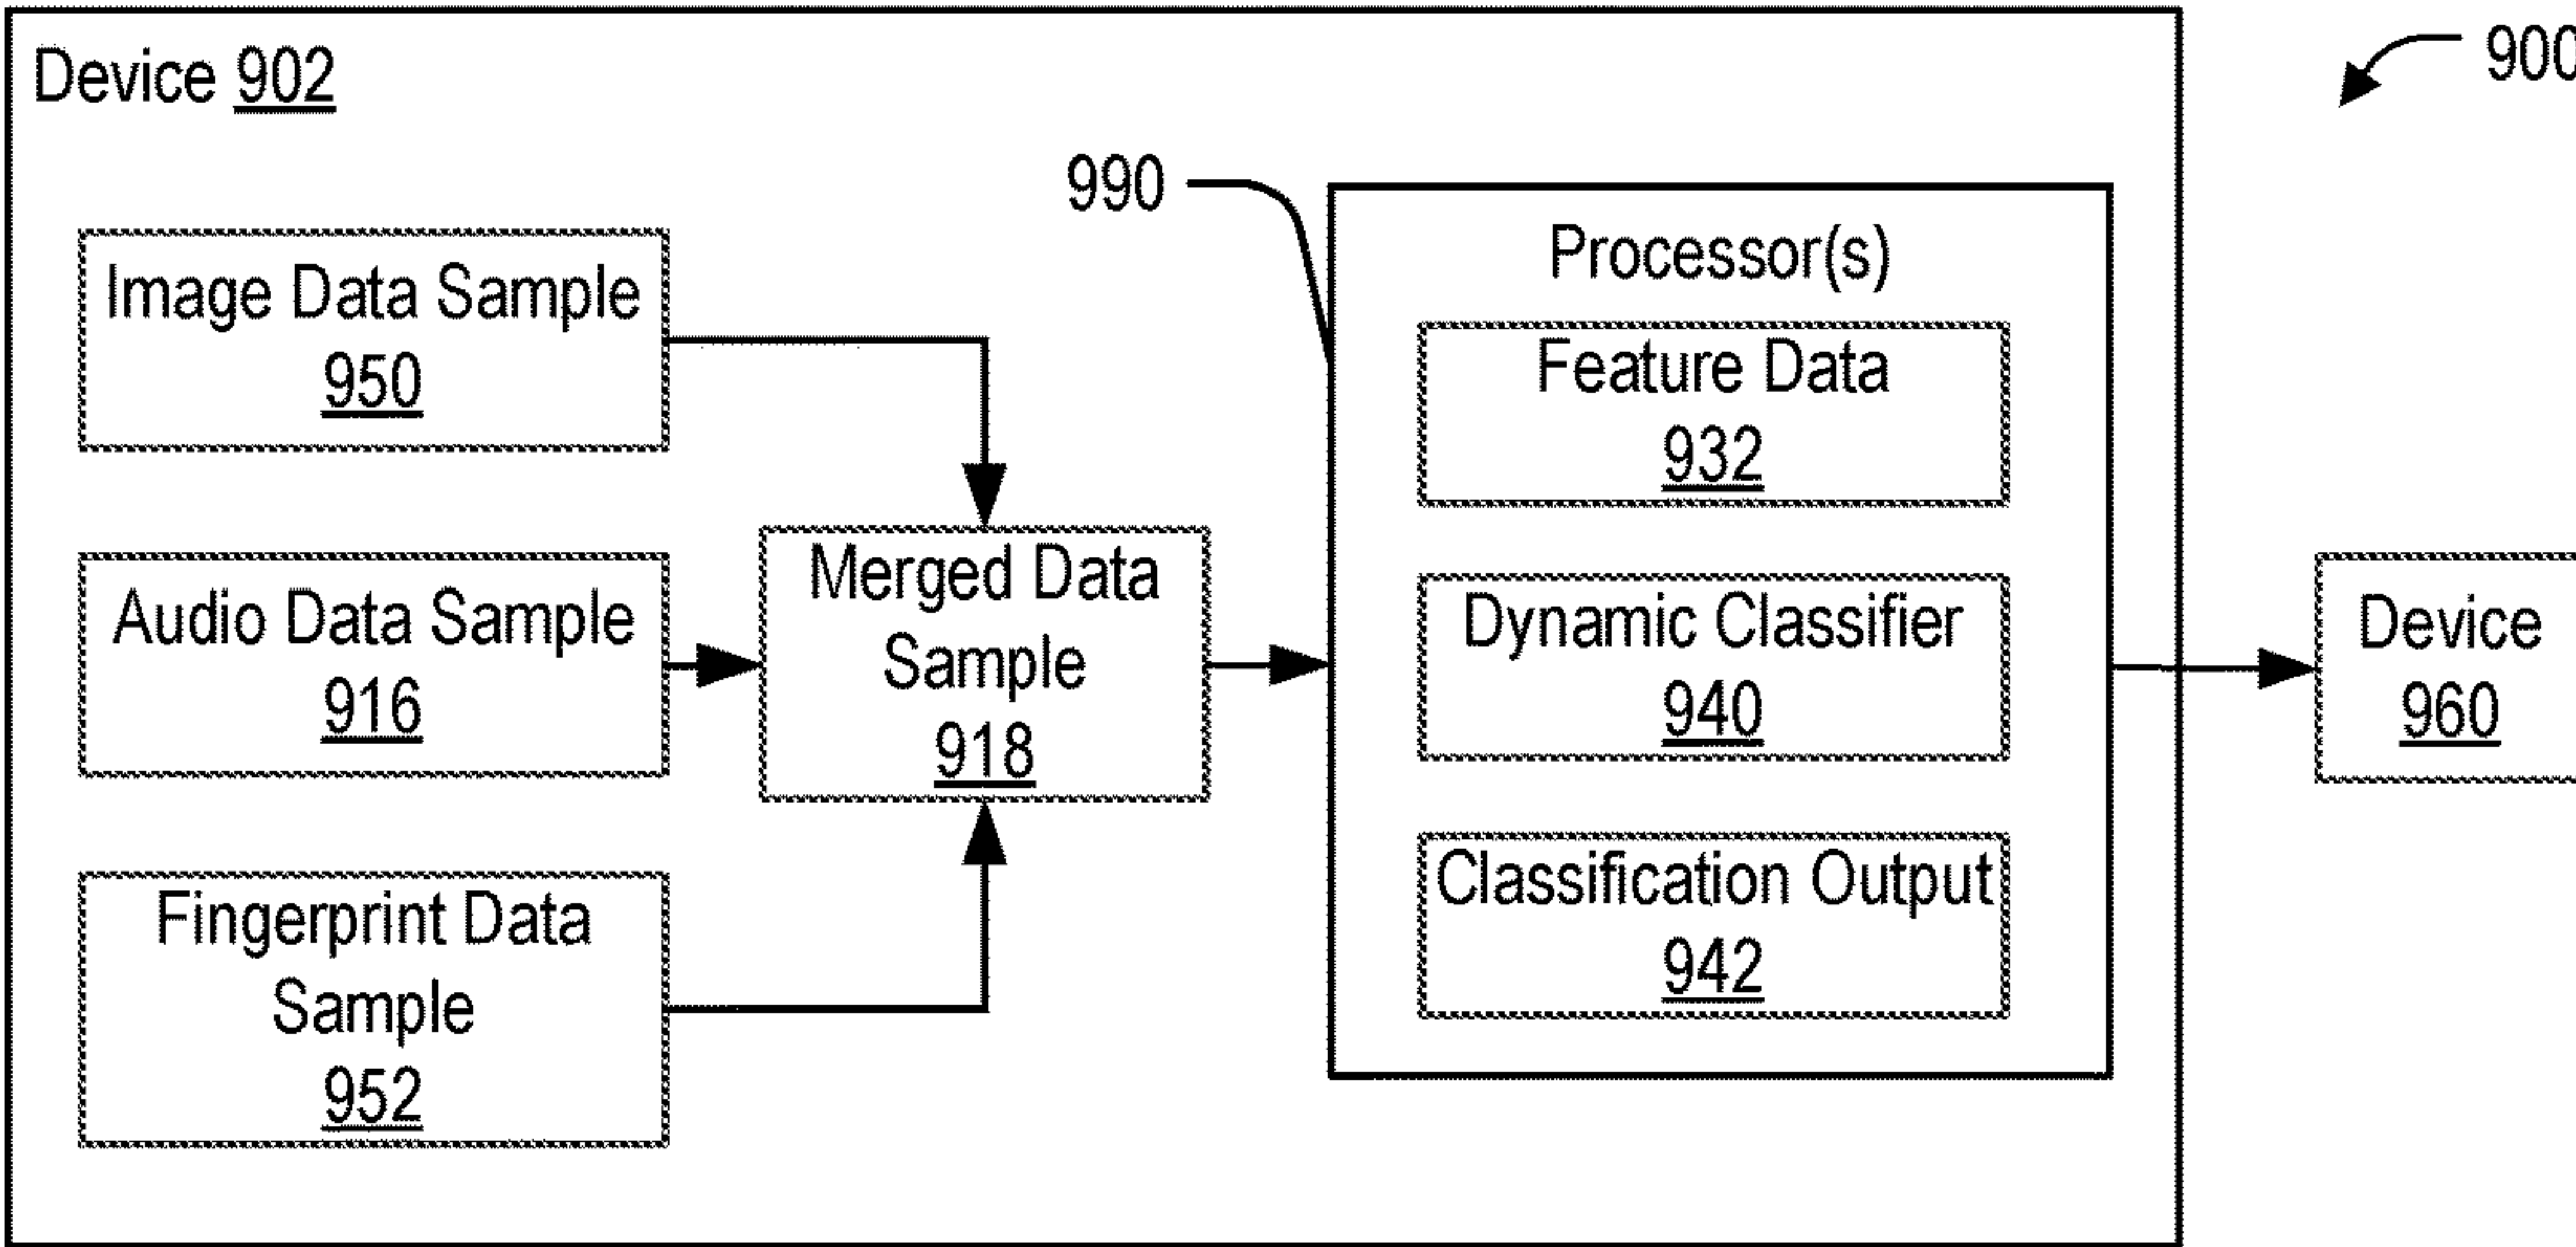 Device 902
900
990
Image Data Sample
950
Audio Data Sample
916
Fingerprint Data
Sample
952
Merged Data
Sample
918
Processor(s)
Feature Data
932
Dynamic Classifier
940
Classification Output
942
Device
960